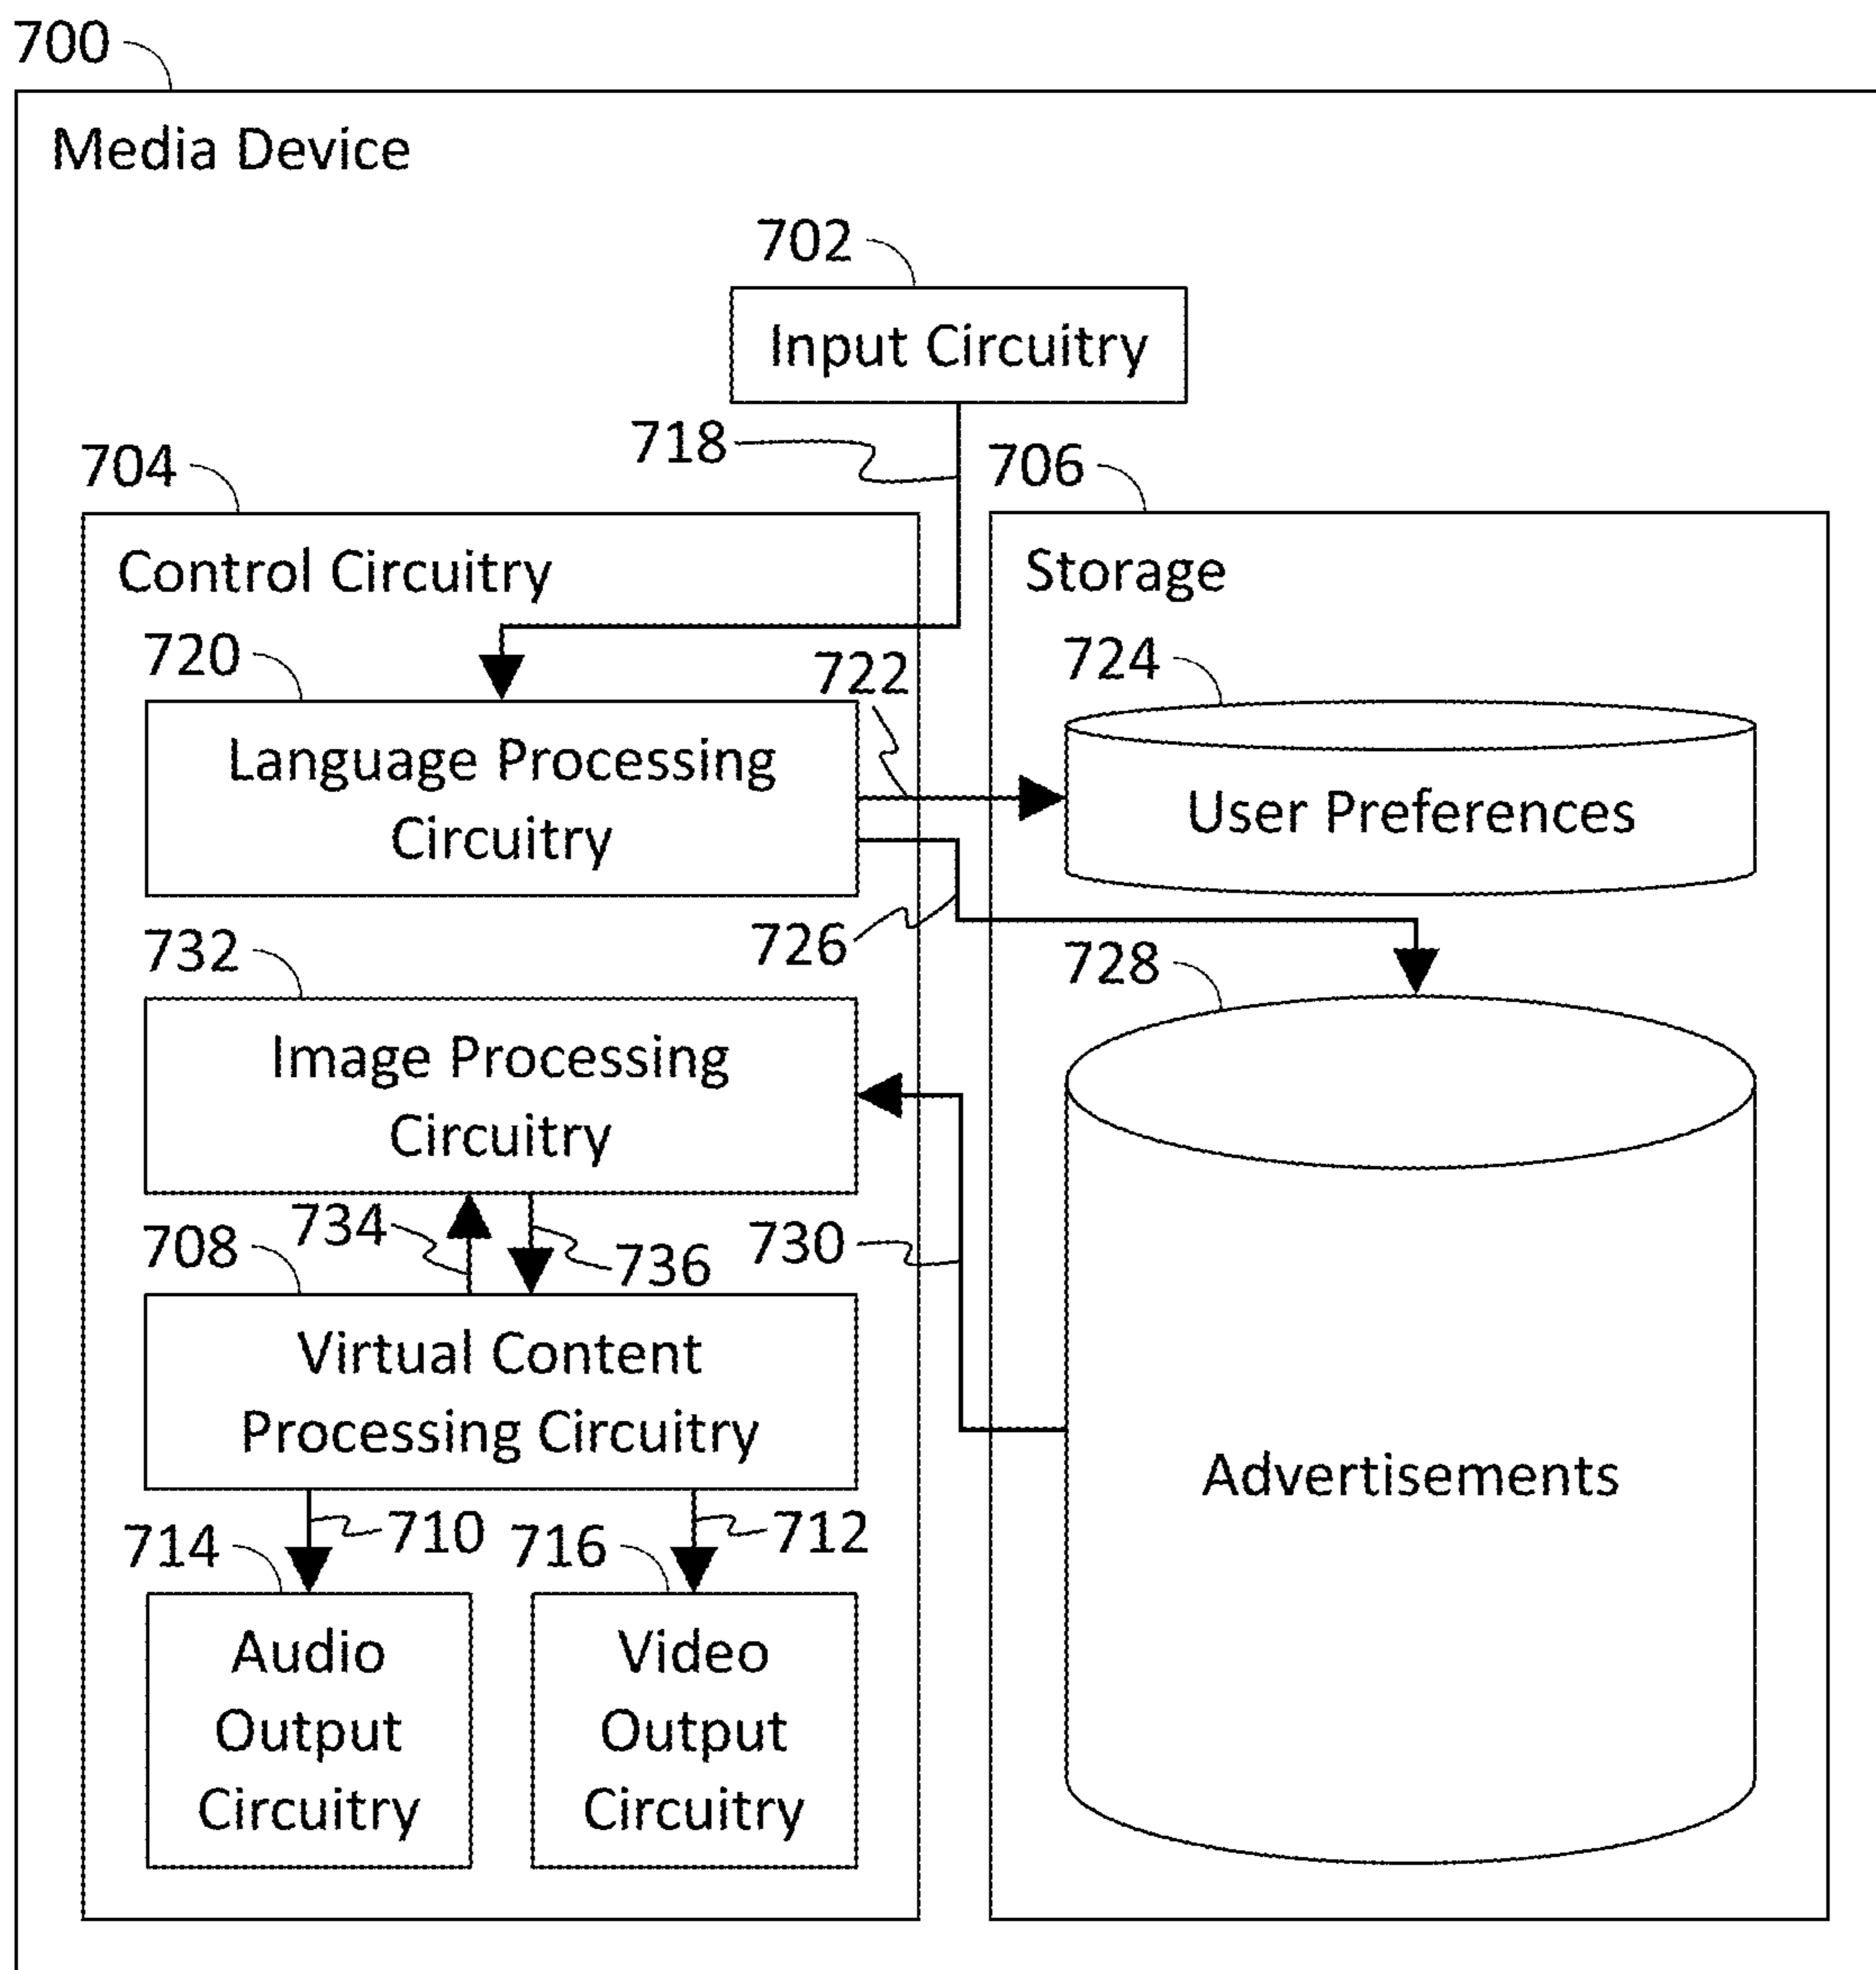 700
Media Device
702
Input Circuitry
718
704
706
Control Circuitry
Storage
720
722
724
Language Processing
Circuitry
User Preferences
726
732
728
Image Processing
Circuitry
734
736
730
708
Virtual Content
Processing Circuitry
Advertisements
714
710
716
712
Audio
Output
Circuitry
Video
Output
Circuitry